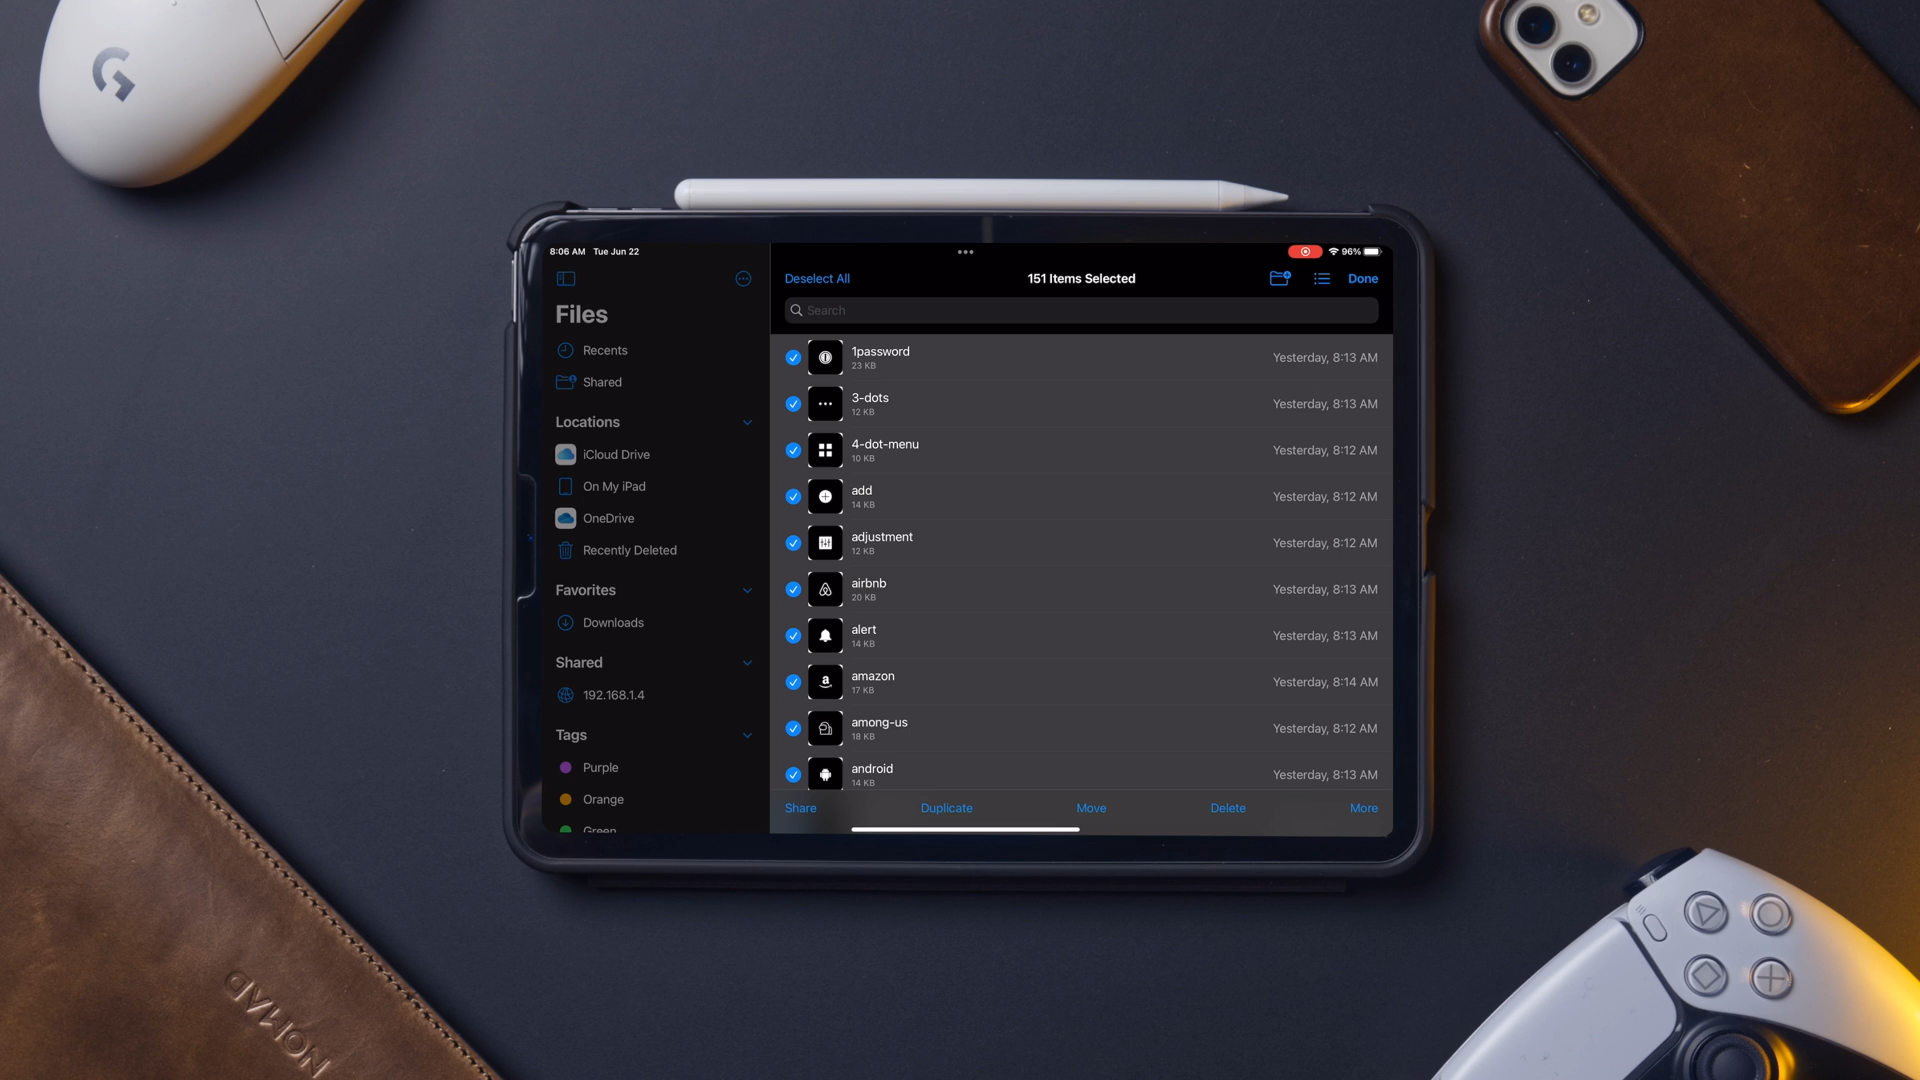 8:06 AM Tue Jun 22
96%
Files
Recents
Shared
Locations
iCloud Drive
On My iPad
OneDrive
Recently Deleted
Favorites
Downloads
Shared
192.168.1.4
Tags
Purple
Orange
Green
Deselect All
151 Items Selected
Done
Search
1password
23 KB
Yesterday, 8:13 AM
3-dots
12 KB
Yesterday, 8:13 AM
4-dot-menu
10 KB
Yesterday, 8:12 AM
add
14 KB
Yesterday, 8:12 AM
adjustment
12 KB
Yesterday, 8:12 AM
airbnb
20 KB
Yesterday, 8:13 AM
alert
14 KB
Yesterday, 8:13 AM
amazon
17 KB
Yesterday, 8:14 AM
among-us
18 KB
Yesterday, 8:12 AM
android
14 KB
Yesterday, 8:13 AM
Share
Duplicate
Move
Delete
More
NOMAD